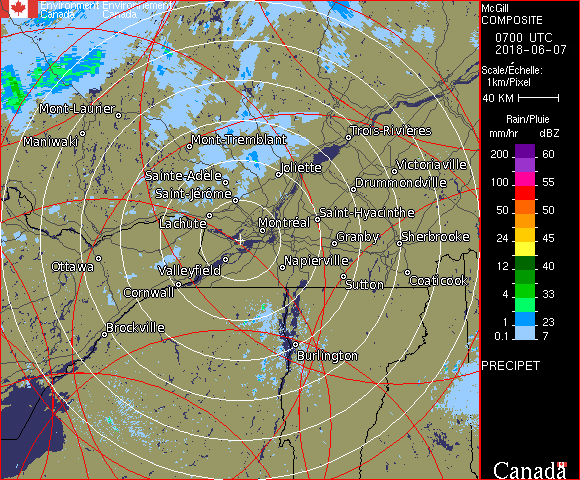 Environment Environnement
Canada Canada
McGill
COMPOSITE
0700 UTC
2018-06-07
Scale/Échelle:
1km/Pixel
40 KM
Rain/Pluie
mm/hr dBZ
200 60
100 55
50 50
24 45
12 40
4 33
1 23
0.1 7
PRECIPET
Canada
Mont-Laurier
Maniwaki
Mont-Tremblant
Trois-Rivières
Joliette
Victoriaville
Sainte-Adèle
Drummondville
Saint-Jérôme
Saint-Hyacinthe
Lachute
Montréal
Granby
Sherbrooke
Ottawa
Valleyfield
Napierville
Cornwall
Sutton
Coaticook
Brockville
Burlington